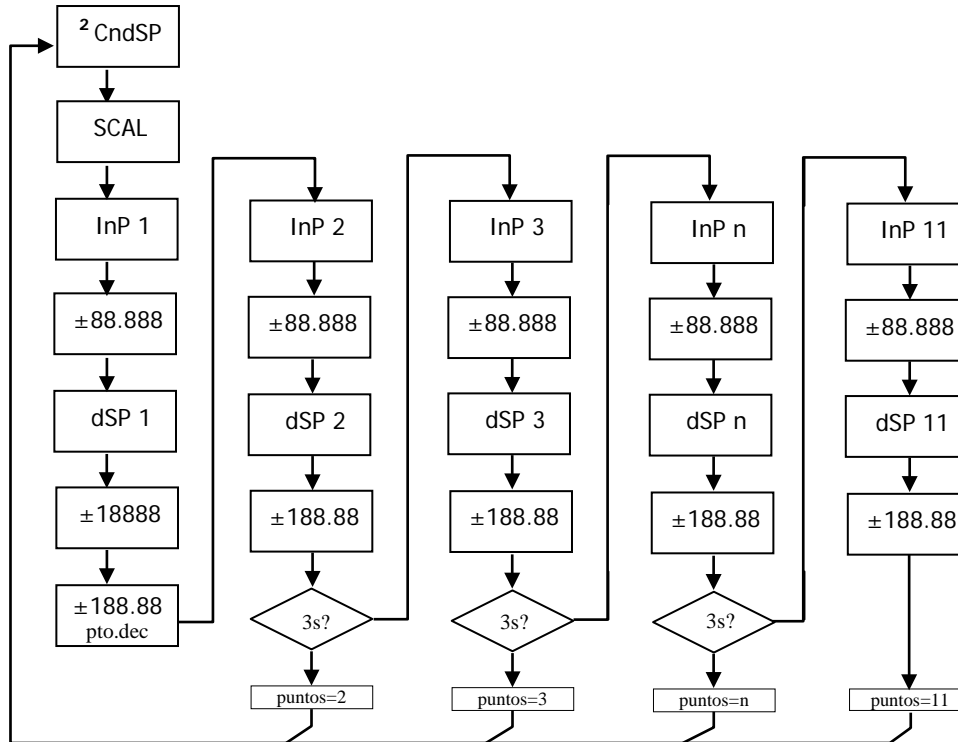 ² CndSP
SCAL
InP 1
±88.888
dSP 1
±18888
±188.88
pto.dec
InP 2
±88.888
dSP 2
±188.88
3s?
puntos=2
InP 3
±88.888
dSP 3
±188.88
3s?
puntos=3
InP n
±88.888
dSP n
±188.88
3s?
puntos=n
InP 11
±88.888
dSP 11
±188.88
puntos=11